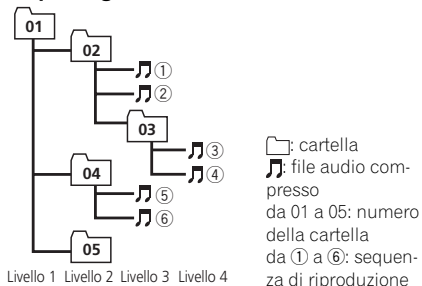 01
02
①
②
03
③
④
04
⑤
⑥
05
Livello 1 Livello 2 Livello 3 Livello 4
: cartella
: file audio com-
presso
da 01 a 05: numero
della cartella
da ① a ⑥: sequen-
za di riproduzione